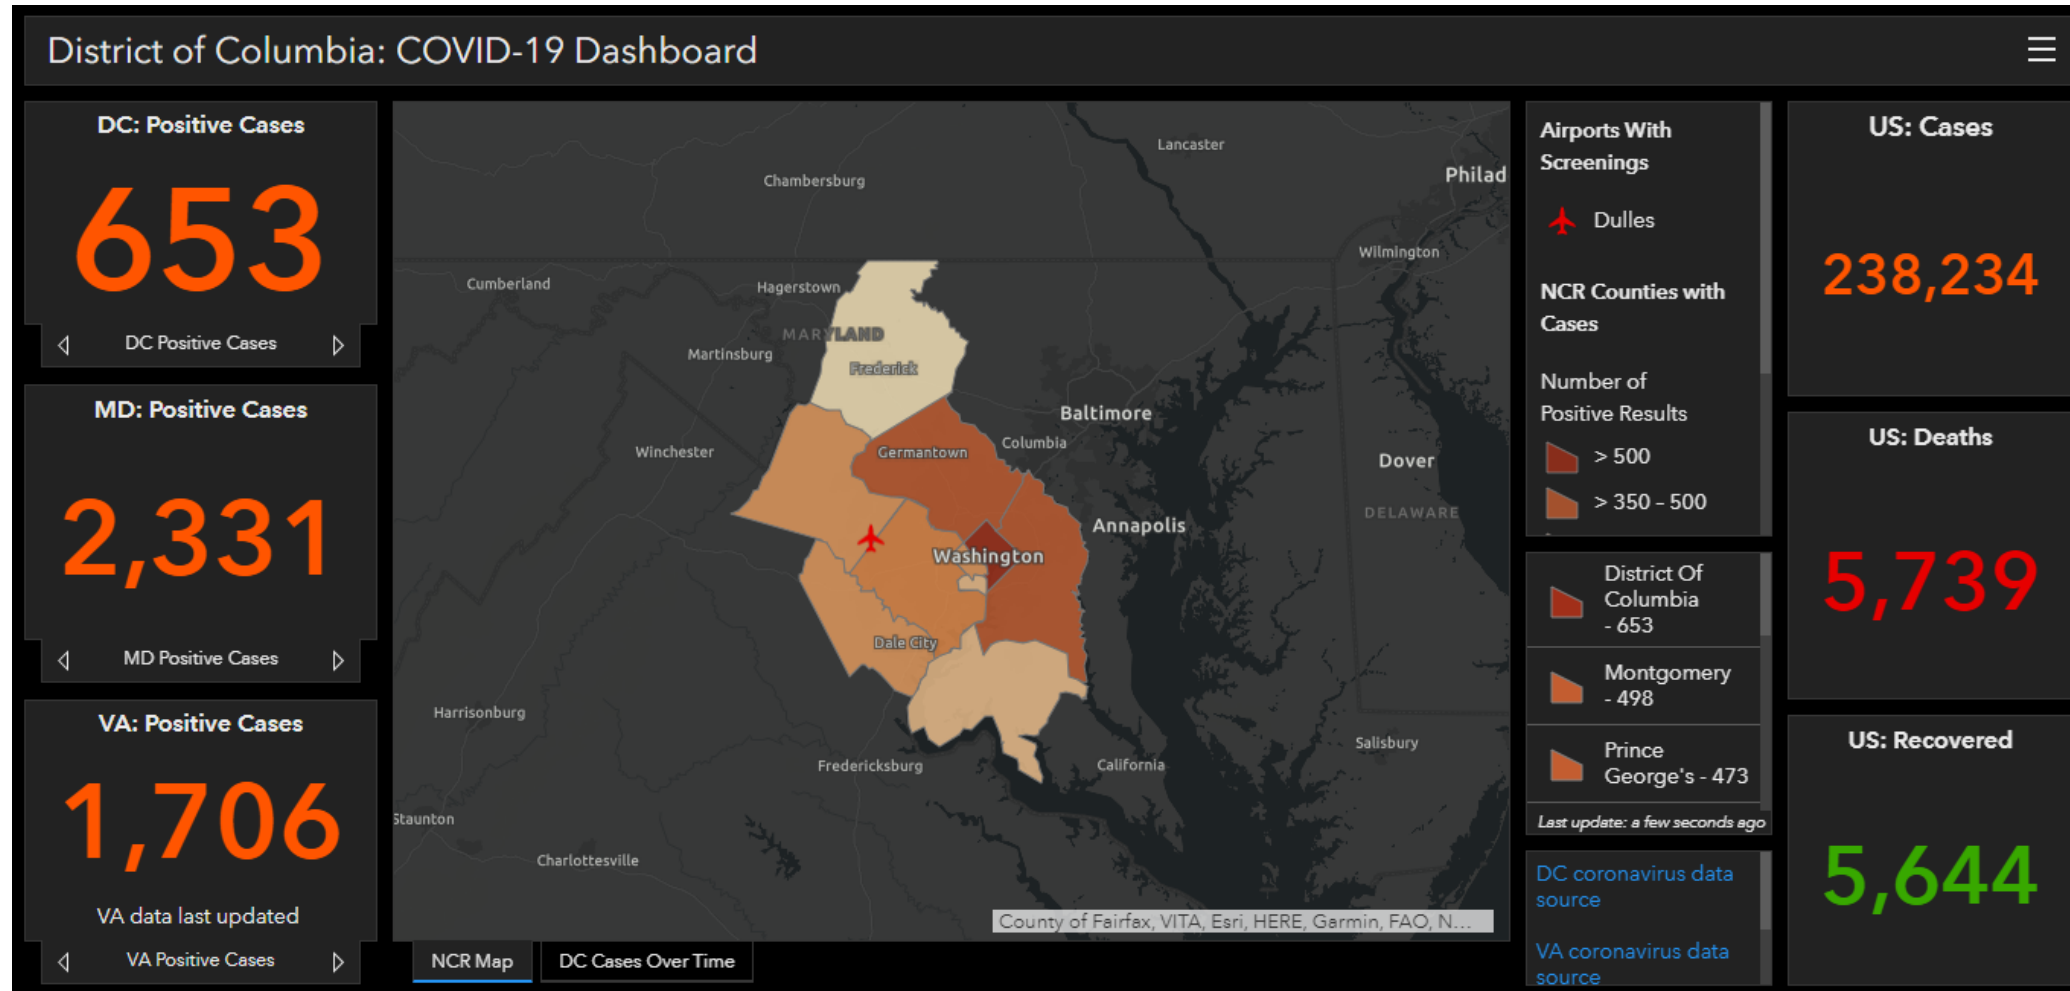 District of Columbia: COVID-19 Dashboard
DC: Positive Cases
653
DC Positive Cases
MD: Positive Cases
2,331
MD Positive Cases
VA: Positive Cases
1,706
VA data last updated
VA Positive Cases
Lancaster
Philad
Chambersburg
Wilmington
Cumberland
Hagerstown
MARYLAND
Martinsburg
Frederick
Baltimore
Columbia
Winchester
Germantown
Dover
DELAWARE
Annapolis
Washington
Dale City
Harrisonburg
Salisbury
Fredericksburg
California
Staunton
Charlottesville
County of Fairfax, VITA, Esri, HERE, Garmin, FAO, N...
NCR Map
DC Cases Over Time
Airports With
Screenings
Dulles
NCR Counties with
Cases
Number of
Positive Results
> 500
> 350 - 500
District Of
Columbia
- 653
Montgomery
- 498
Prince
George's - 473
Last update: a few seconds ago
DC coronavirus data
source
VA coronavirus data
source
US: Cases
238,234
US: Deaths
5,739
US: Recovered
5,644